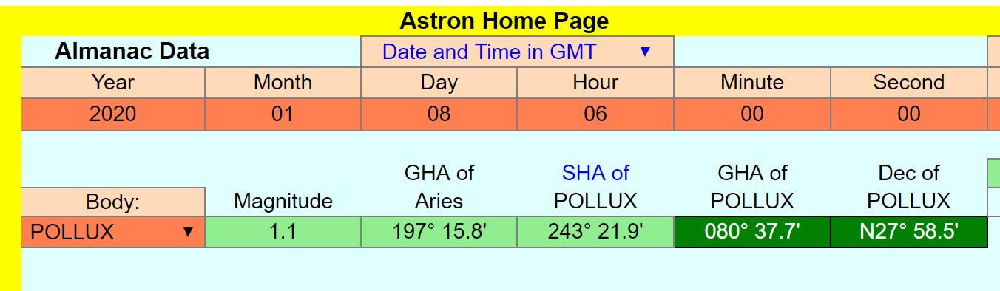 Astron Home Page
Almanac Data Date and Time in GMT ▼
Year Month Day Hour Minute Second
2020 01 08 06 00 00
GHA of SHA of GHA of Dec of
Body: Magnitude Aries POLLUX POLLUX POLLUX
POLLUX ▼ 1.1 197° 15.8' 243° 21.9' 080° 37.7' N27° 58.5'